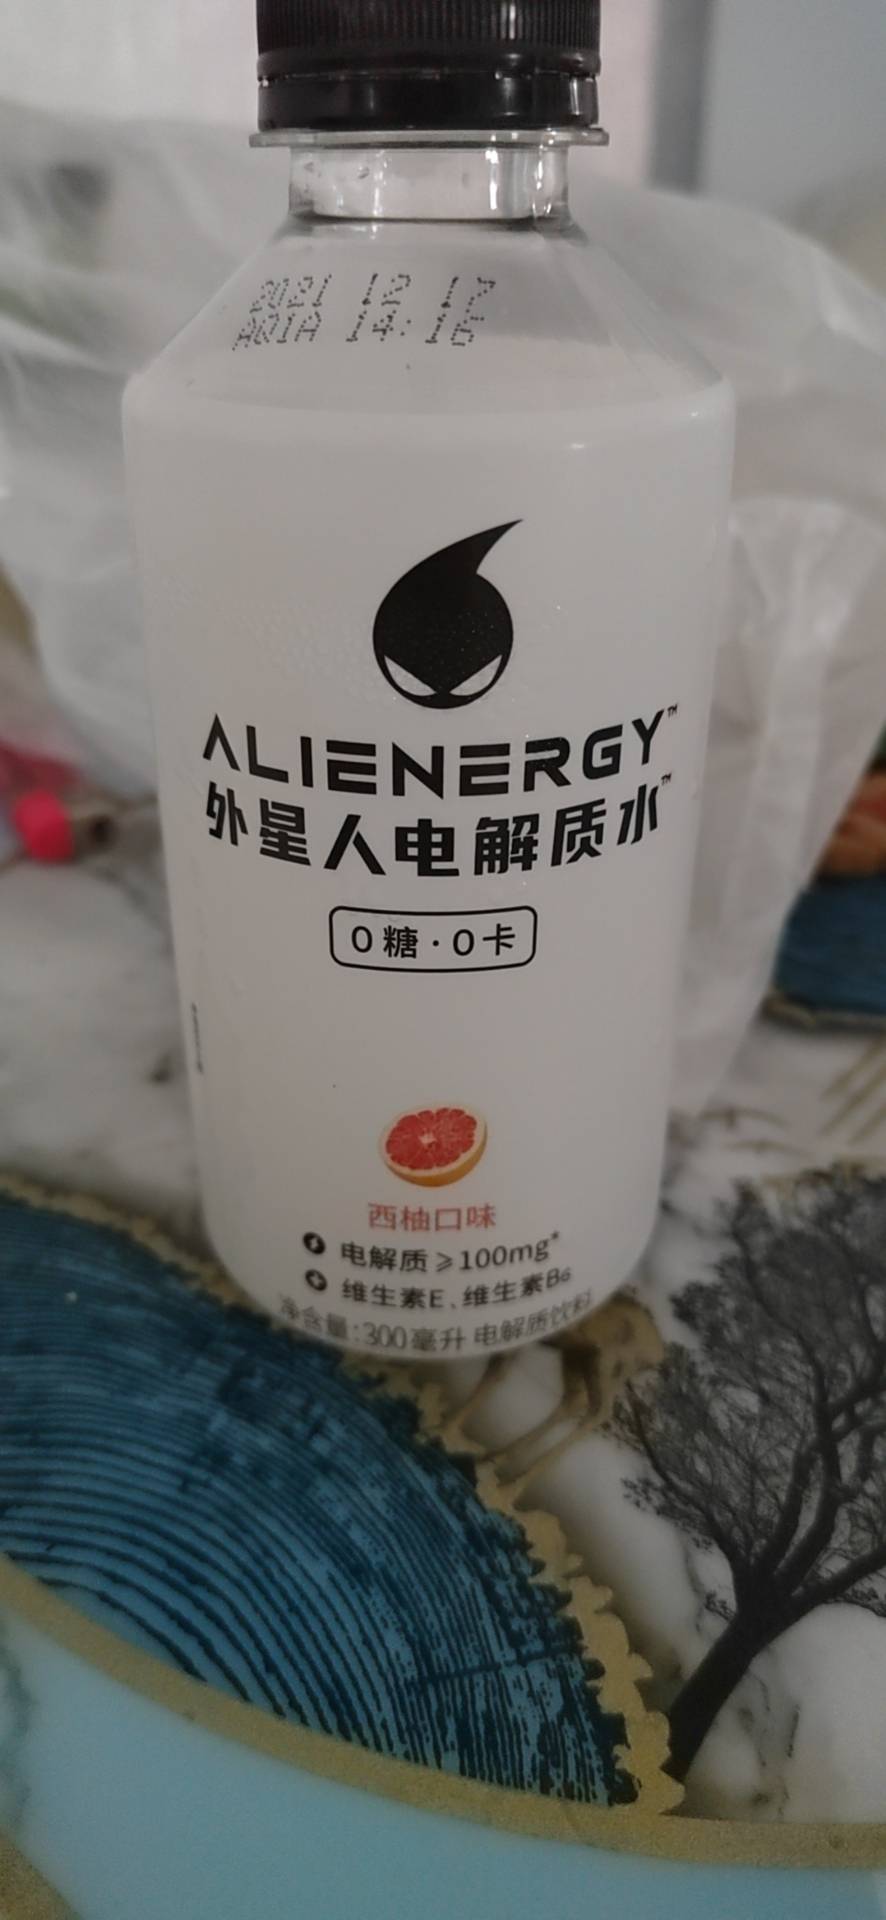 2021 12 17
AQ1A 14:16
ALIENERGY™
外星人电解质水™
0糖·0卡
西柚口味
电解质≥100mg*
维生素E、维生素B₆
净含量:300毫升 电解质饮料